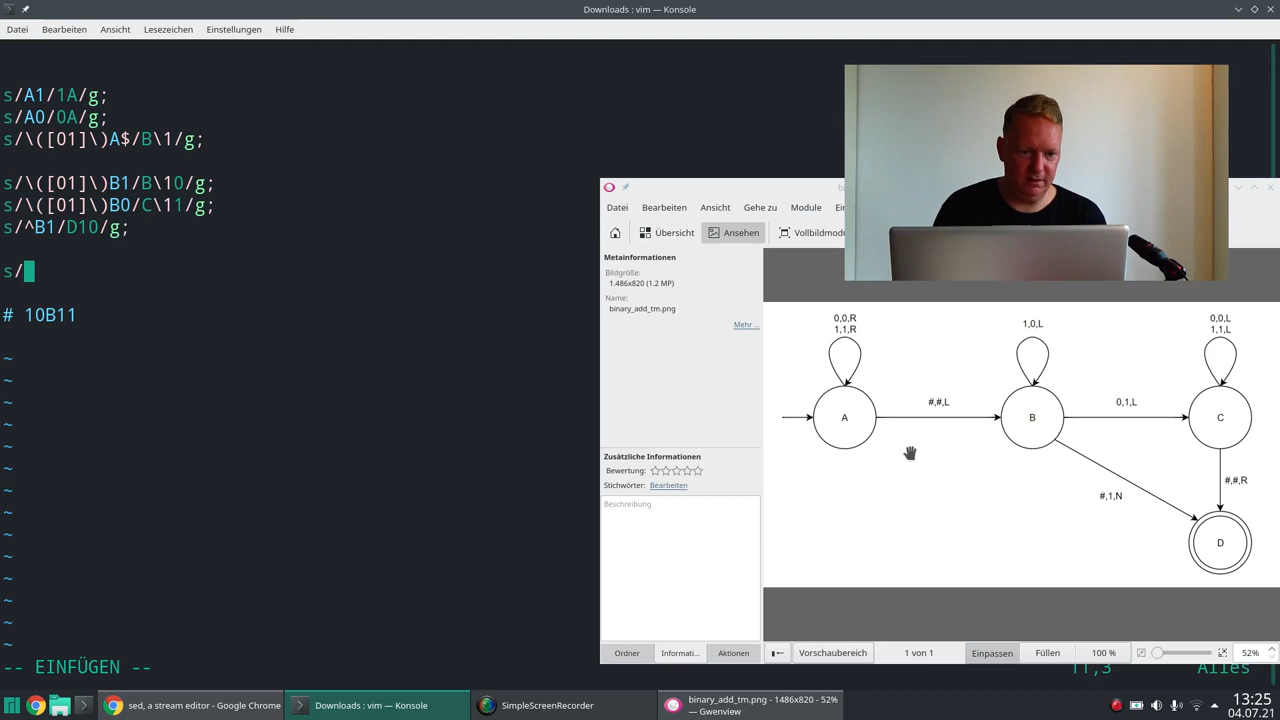 Downloads : vim — Konsole
Datei Bearbeiten Ansicht Lesezeichen Einstellungen Hilfe
s/A1/1A/g;
s/A0/0A/g;
s/\([01]\)A$/B\1/g;
s/\([01]\)B1/B\10/g;
s/\([01]\)B0/C\11/g;
s/^B1/D10/g;
s/
# 10B11
~
~
~
~
~
~
~
~
~
~
~
~
~
~
-- EINFÜGEN --
11,3
Alles
Datei Bearbeiten Ansicht Gehe zu Module
Übersicht Ansehen
Metainformationen
Bildgröße:
1.486x820 (1.2 MP)
Name:
binary_add_tm.png
Mehr ...
Zusätzliche Informationen
Bewertung:
Stichwörter: Bearbeiten
Beschreibung
0,0,R
1,1,R
1,0,L
0,0,L
1,1,L
#,#,L
0,1,L
A
B
C
#,1,N
#,#,R
D
Ordner Informati... Aktionen
Vorschaubereich 1 von 1 Einpassen Füllen 100 % 52%
sed, a stream editor - Google Chrome
Downloads : vim — Konsole
SimpleScreenRecorder
binary_add_tm.png - 1486x820 - 52%
— Gwenview
13:25
04.07.21